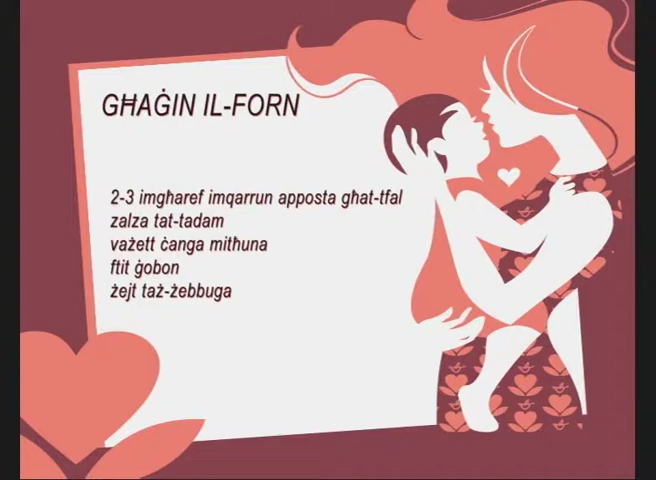 GĦAĠIN IL-FORN
2-3 imgħaref imqarrun apposta għat-tfal
zalza tat-tadam
važett ċanga mitħuna
ftit ġobon
żejt taż-żebbuga